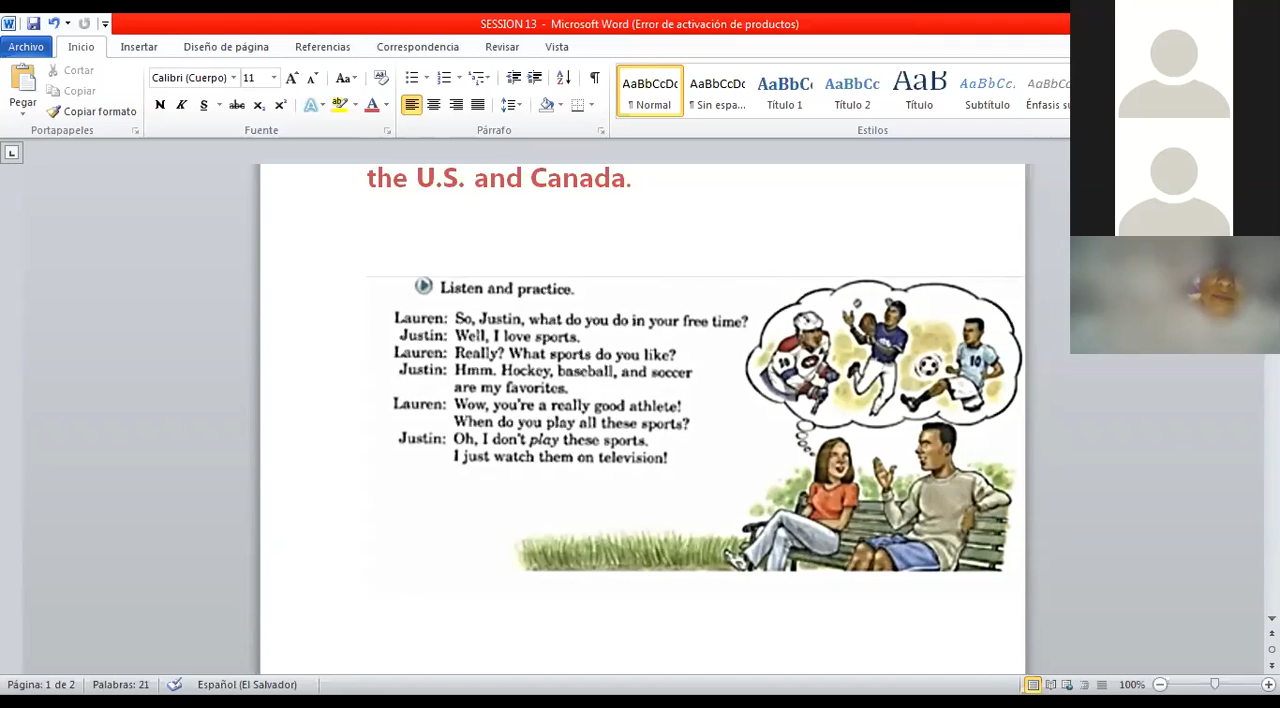 SESSION 13 - Microsoft Word (Error de activación de productos)
Archivo Inicio Insertar Diseño de página Referencias Correspondencia Revisar Vista
Pegar
Cortar
Copiar
Copiar formato
Portapapeles
Calibri (Cuerpo) 11
Fuente
Párrafo
AaBbCcDc AaBbCcDc AaBbC AaBbCc AaB AaBbCc. AaBbCc
¶ Normal ¶ Sin espa... Título 1 Título 2 Título Subtítulo Énfasis
Estilos
the U.S. and Canada.
Listen and practice.
Lauren: So, Justin, what do you do in your free time?
Justin: Well, I love sports.
Lauren: Really? What sports do you like?
Justin: Hmm. Hockey, baseball, and soccer
are my favorites.
Lauren: Wow, you're a really good athlete!
When do you play all these sports?
Justin: Oh, I don't play these sports.
I just watch them on television!
10
Página: 1 de 2 Palabras: 21 Español (El Salvador) 100%